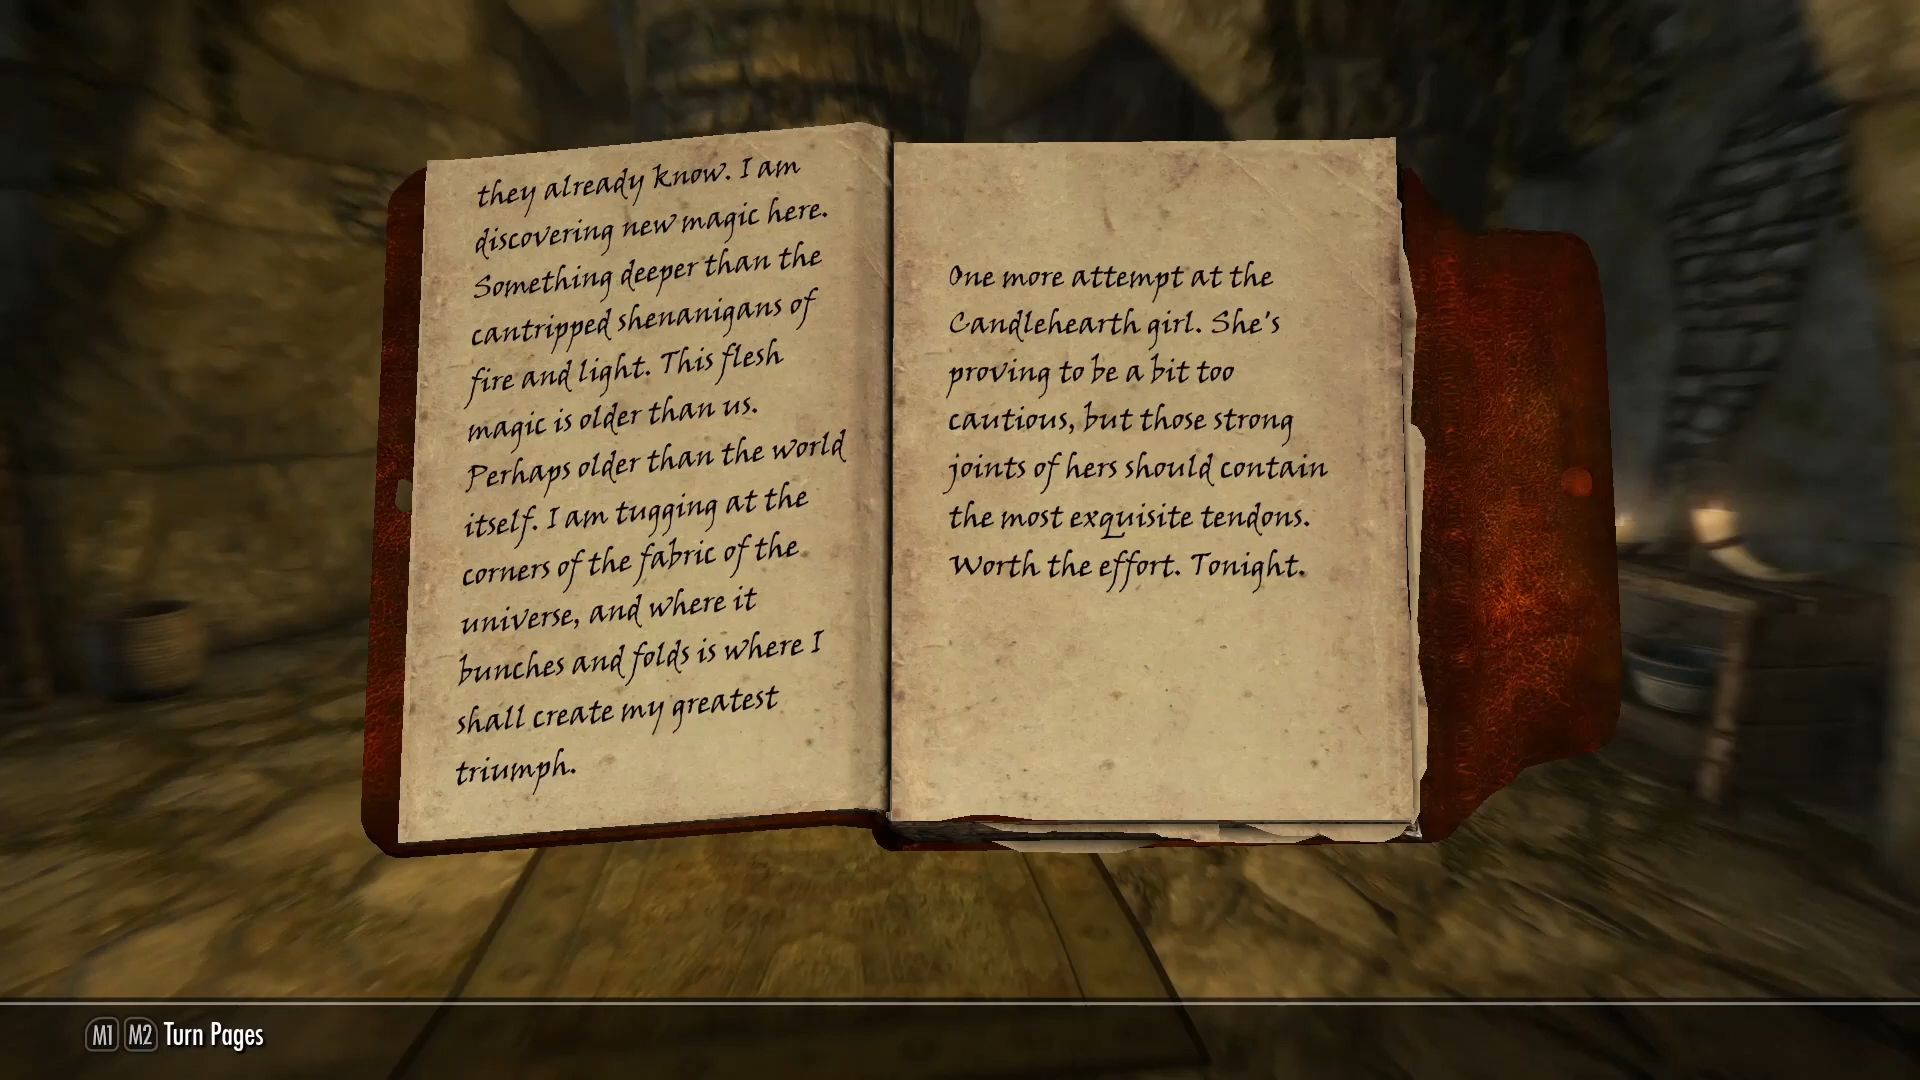 they already know. I am
discovering new magic here.
Something deeper than the
cantripped shenanigans of
fire and light. This flesh
magic is older than us.
Perhaps older than the world
itself. I am tugging at the
corners of the fabric of the
universe, and where it
bunches and folds is where I
shall create my greatest
triumph.
One more attempt at the
Candlehearth girl. She's
proving to be a bit too
cautious, but those strong
joints of hers should contain
the most exquisite tendons.
Worth the effort. Tonight.
M1 M2 Turn Pages